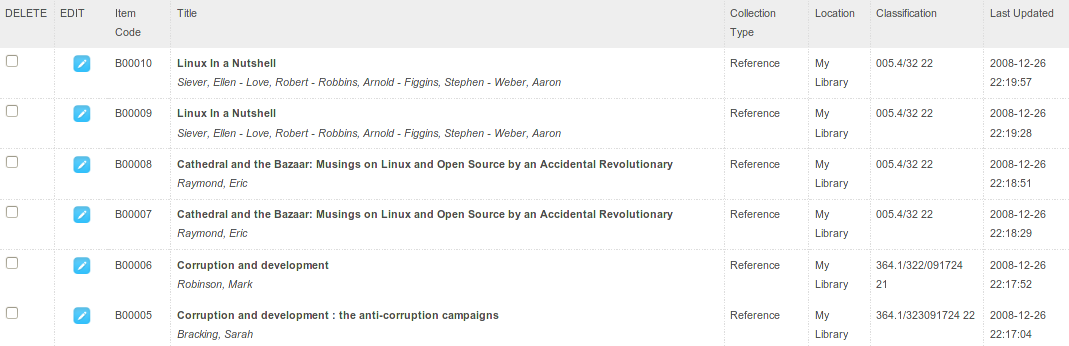 DELETE EDIT Item Code Title Collection Type Location Classification Last Updated
B00010 Linux In a Nutshell Reference My Library 005.4/32 22 2008-12-26 22:19:57
Siever, Ellen - Love, Robert - Robbins, Arnold - Figgins, Stephen - Weber, Aaron
B00009 Linux In a Nutshell Reference My Library 005.4/32 22 2008-12-26 22:19:28
Siever, Ellen - Love, Robert - Robbins, Arnold - Figgins, Stephen - Weber, Aaron
B00008 Cathedral and the Bazaar: Musings on Linux and Open Source by an Accidental Revolutionary Reference My Library 005.4/32 22 2008-12-26 22:18:51
Raymond, Eric
B00007 Cathedral and the Bazaar: Musings on Linux and Open Source by an Accidental Revolutionary Reference My Library 005.4/32 22 2008-12-26 22:18:29
Raymond, Eric
B00006 Corruption and development Reference My Library 364.1/322/091724 21 2008-12-26 22:17:52
Robinson, Mark
B00005 Corruption and development : the anti-corruption campaigns Reference My Library 364.1/323091724 22 2008-12-26 22:17:04
Bracking, Sarah